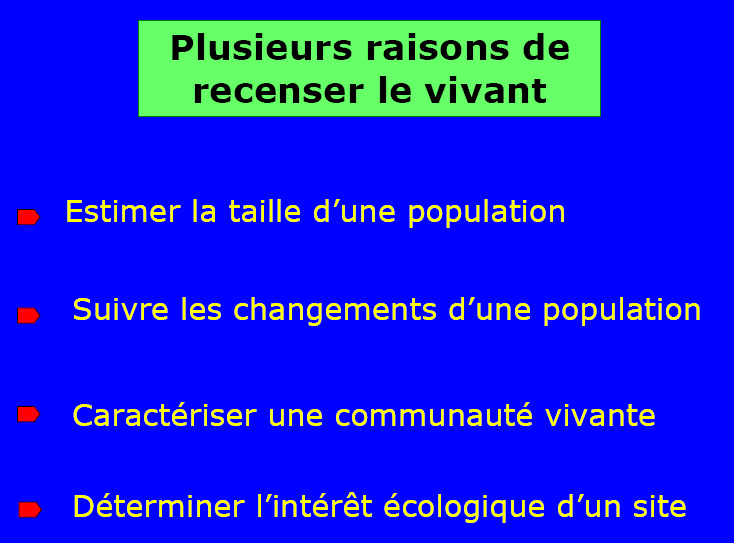 Plusieurs raisons de
recenser le vivant
Estimer la taille d’une population
Suivre les changements d’une population
Caractériser une communauté vivante
Déterminer l’intérêt écologique d’un site